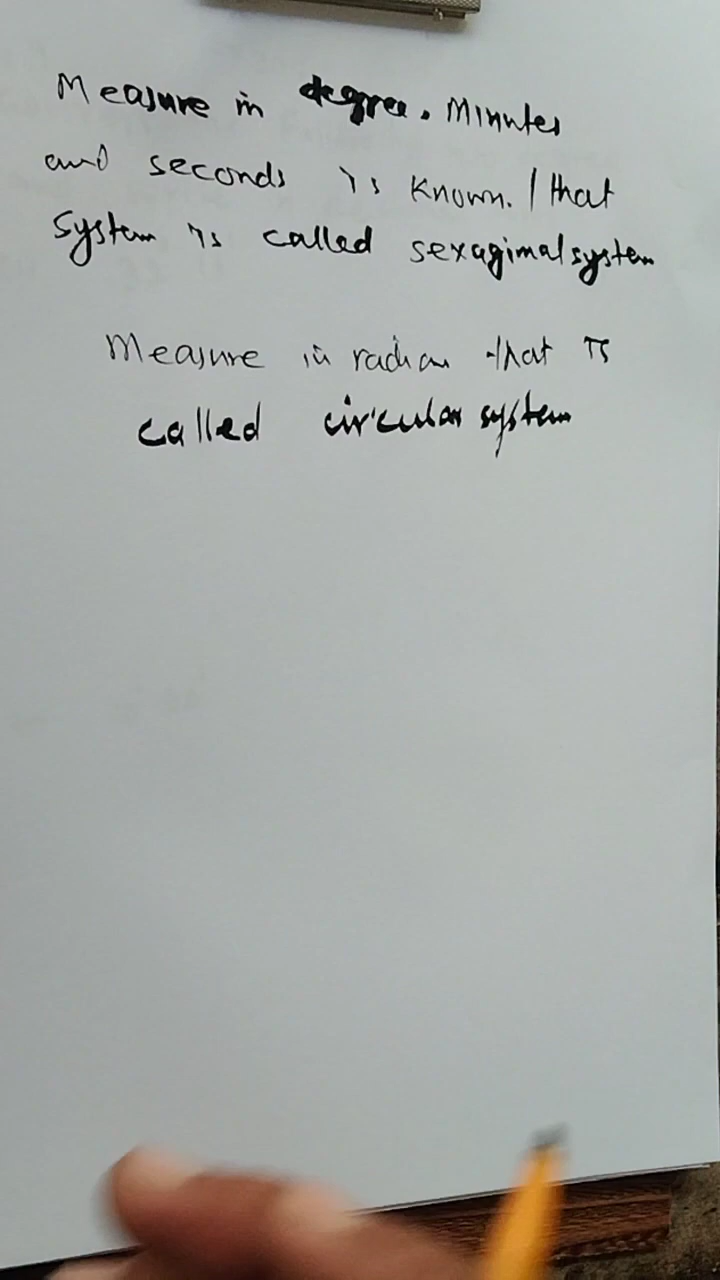 Measure in degree. Minutes
and seconds is known. / that
system is called sexagimal system
Measure in radian that is
called circular system